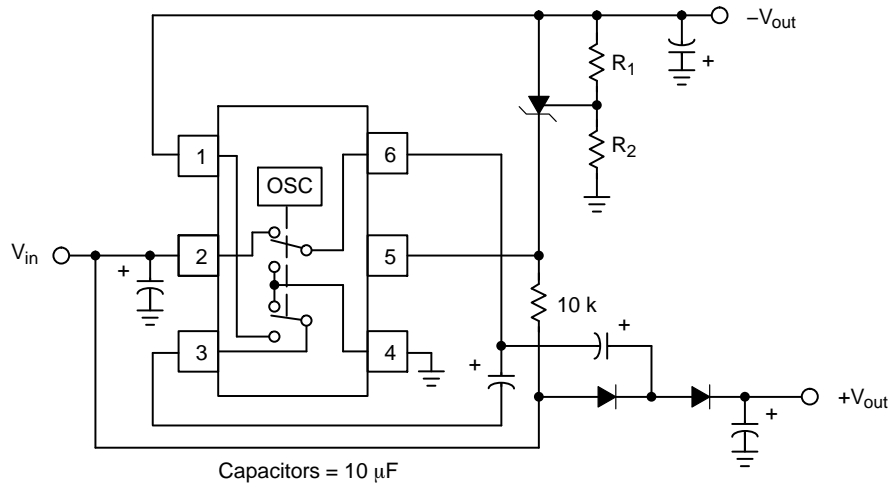 −Vout
R1
+
R2
1
6
OSC
Vin
2
5
+
10 k
3
4
+
+
+Vout
+
Capacitors = 10 μF